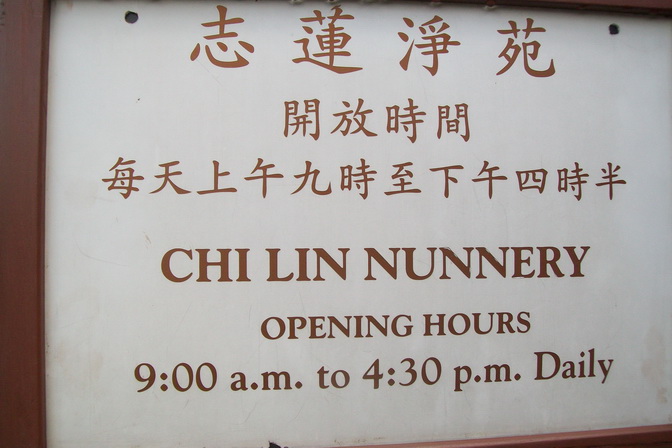 志蓮淨苑
開放時間
每天上午九時至下午四時半
CHI LIN NUNNERY
OPENING HOURS
9:00 a.m. to 4:30 p.m. Daily